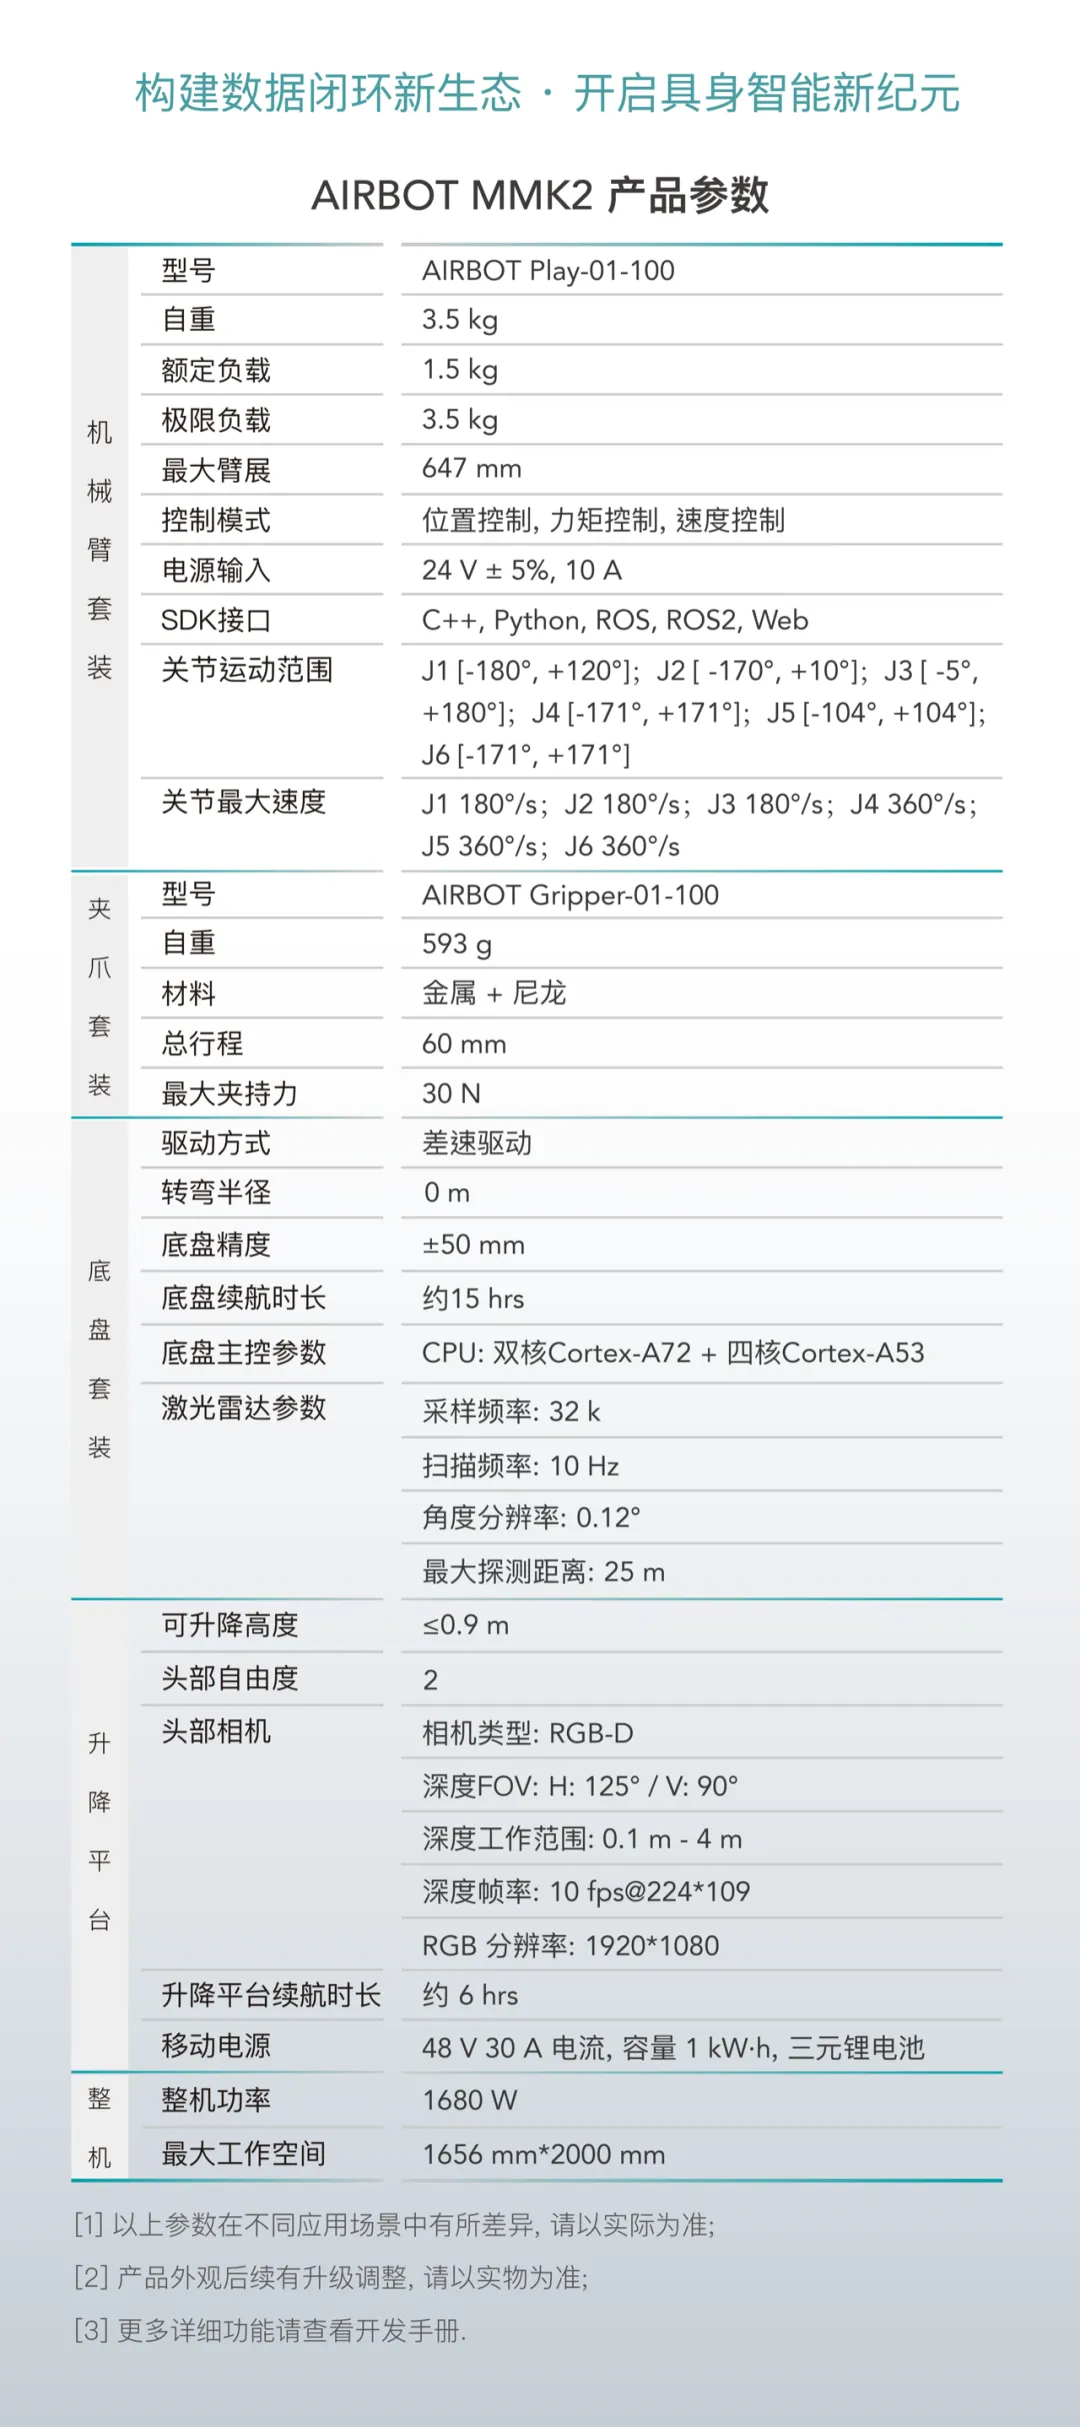 构建数据闭环新生态 · 开启具身智能新纪元
AIRBOT MMK2 产品参数
机械臂套装
型号 AIRBOT Play-01-100
自重 3.5 kg
额定负载 1.5 kg
极限负载 3.5 kg
最大臂展 647 mm
控制模式 位置控制, 力矩控制, 速度控制
电源输入 24 V ± 5%, 10 A
SDK接口 C++, Python, ROS, ROS2, Web
关节运动范围 J1 [-180°, +120°]; J2 [ -170°, +10°]; J3 [ -5°,
+180°]; J4 [-171°, +171°]; J5 [-104°, +104°];
J6 [-171°, +171°]
关节最大速度 J1 180°/s; J2 180°/s; J3 180°/s; J4 360°/s;
J5 360°/s; J6 360°/s
夹爪套装
型号 AIRBOT Gripper-01-100
自重 593 g
材料 金属 + 尼龙
总行程 60 mm
最大夹持力 30 N
底盘套装
驱动方式 差速驱动
转弯半径 0 m
底盘精度 ±50 mm
底盘续航时长 约15 hrs
底盘主控参数 CPU: 双核Cortex-A72 + 四核Cortex-A53
激光雷达参数 采样频率: 32 k
扫描频率: 10 Hz
角度分辨率: 0.12°
最大探测距离: 25 m
升降平台
可升降高度 ≤0.9 m
头部自由度 2
头部相机 相机类型: RGB-D
深度FOV: H: 125° / V: 90°
深度工作范围: 0.1 m - 4 m
深度帧率: 10 fps@224*109
RGB 分辨率: 1920*1080
升降平台续航时长 约 6 hrs
移动电源 48 V 30 A 电流, 容量 1 kW·h, 三元锂电池
整机
整机功率 1680 W
最大工作空间 1656 mm*2000 mm
[1] 以上参数在不同应用场景中有所差异, 请以实际为准;
[2] 产品外观后续有升级调整, 请以实物为准;
[3] 更多详细功能请查看开发手册.